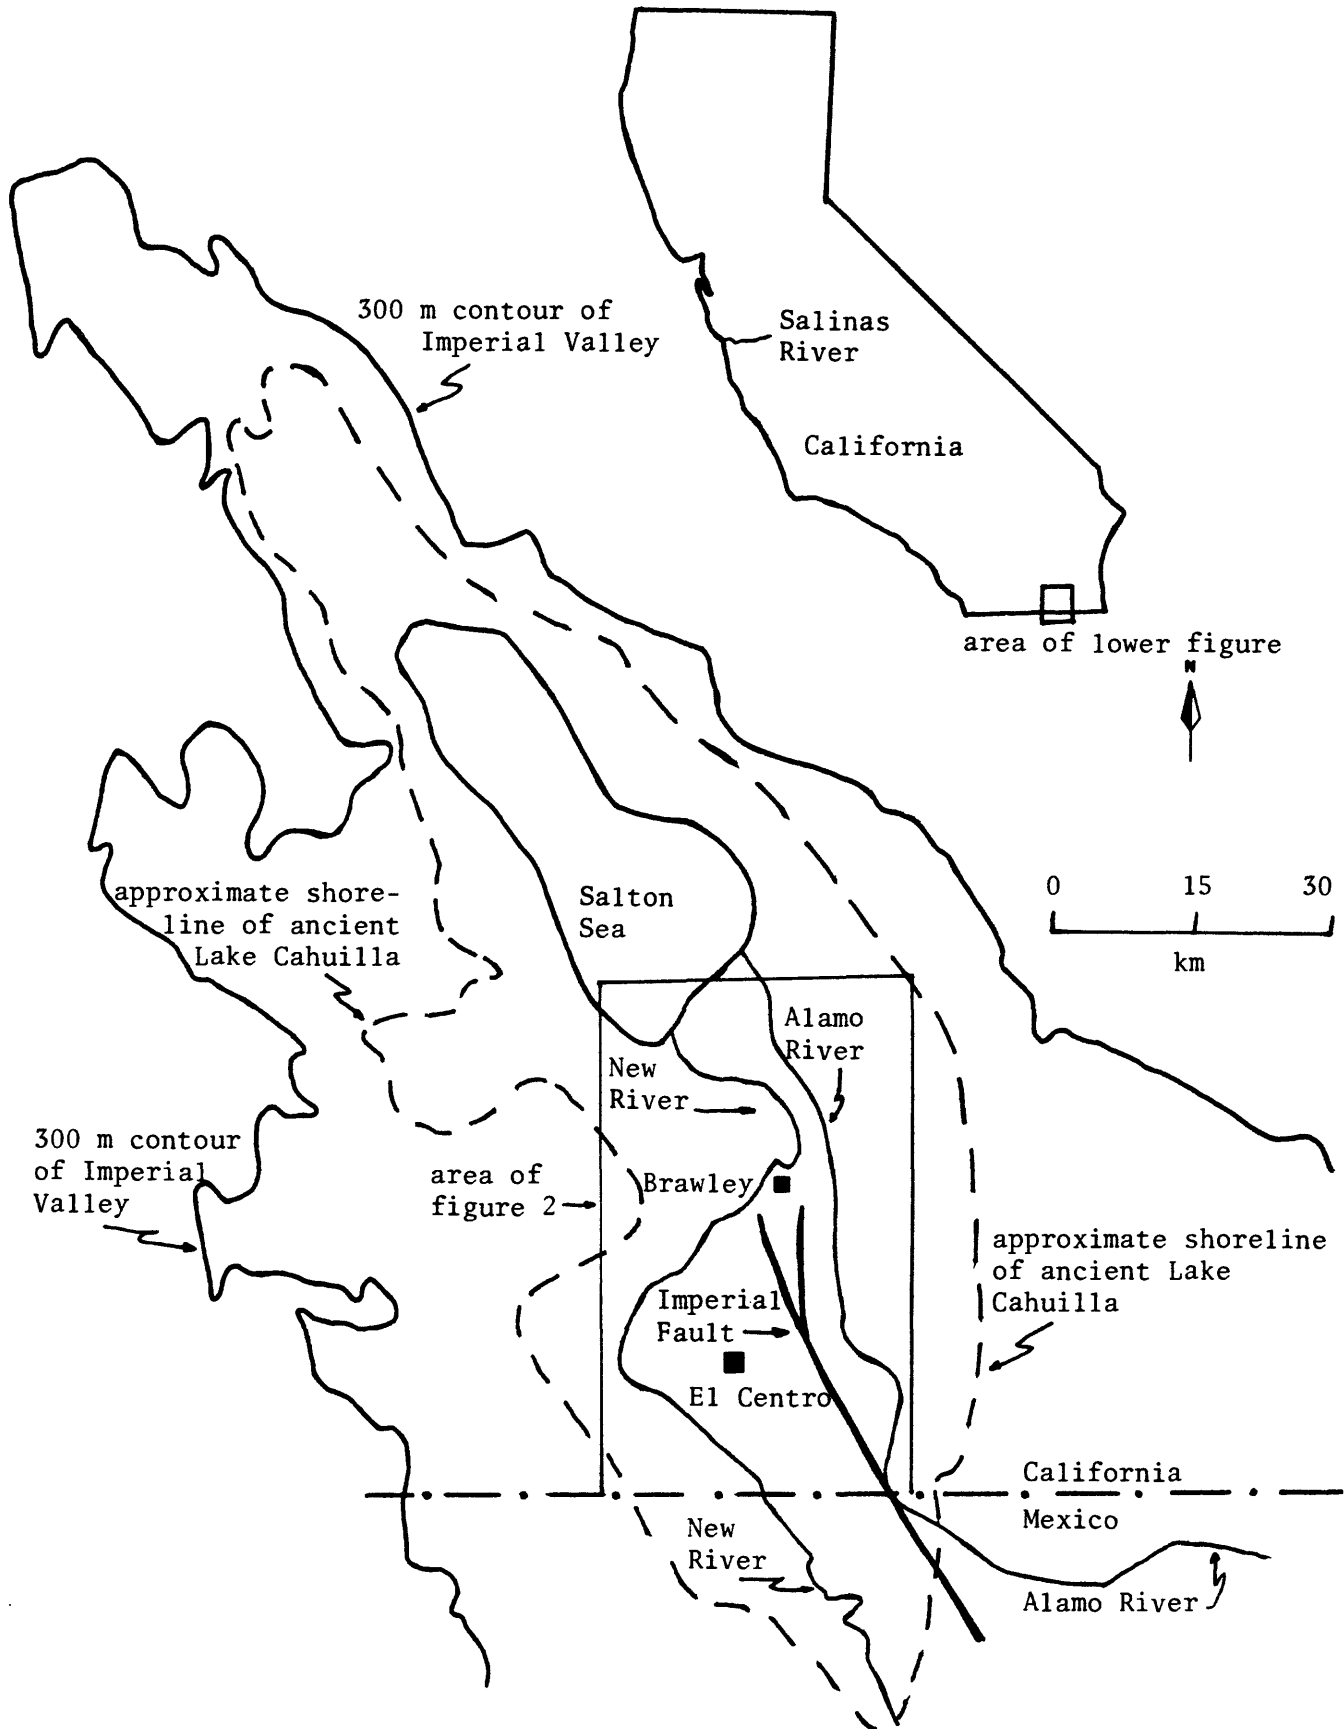 300 m contour of
Imperial Valley
Salinas
River
California
area of lower figure
N
0 15 30
km
approximate shore-
line of ancient
Lake Cahuilla
Salton
Sea
Alamo
River
New
River
300 m contour
of Imperial
Valley
area of
figure 2
Brawley
approximate shoreline
of ancient Lake
Cahuilla
Imperial
Fault
El Centro
California
Mexico
New
River
Alamo River